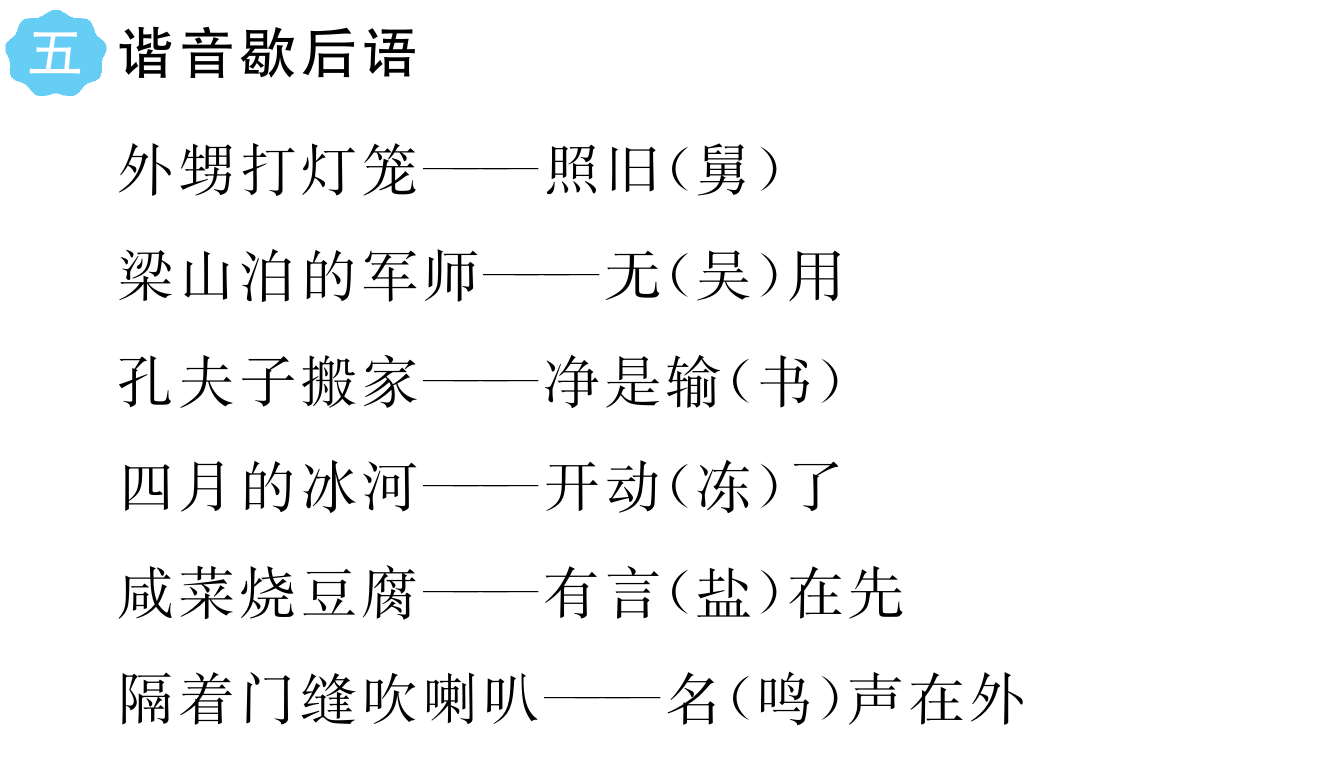 五 谐音歇后语
外甥打灯笼——照旧(舅)
梁山泊的军师——无(吴)用
孔夫子搬家——净是输(书)
四月的冰河——开动(冻)了
咸菜烧豆腐——有言(盐)在先
隔着门缝吹喇叭——名(鸣)声在外